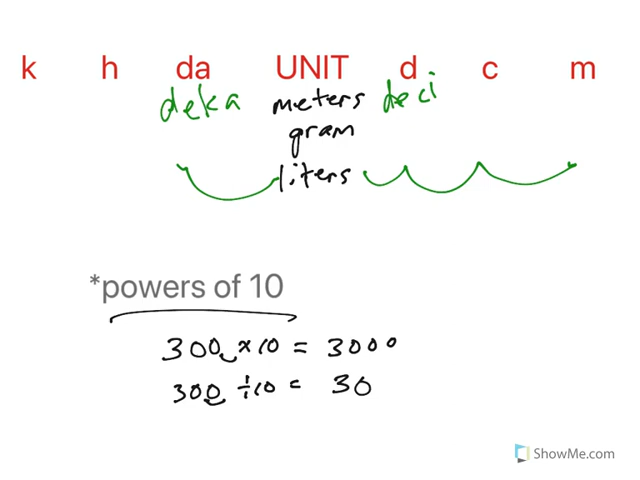 k h da UNIT d c m
deka meters deci
gram
liters
*powers of 10
300 ×10 = 3000
300 ÷10 = 30
ShowMe.com